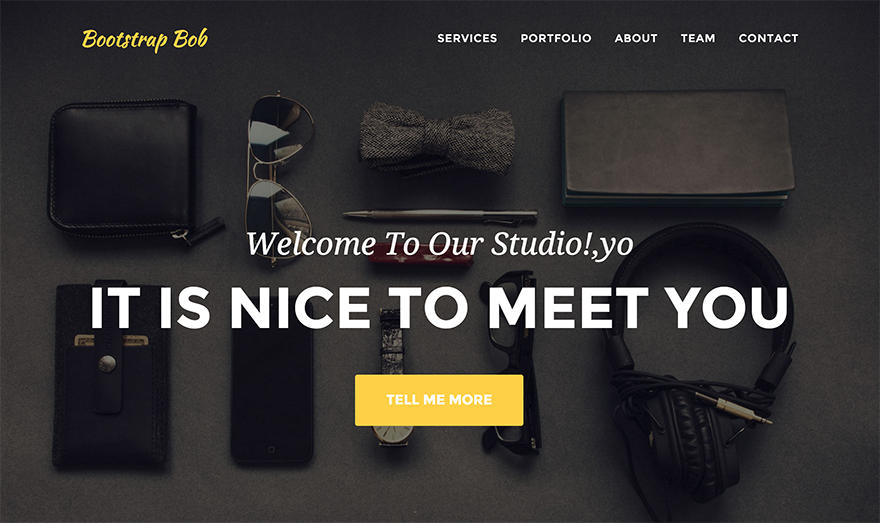 Bootstrap Bob
SERVICES PORTFOLIO ABOUT TEAM CONTACT
Welcome To Our Studio!,yo
IT IS NICE TO MEET YOU
TELL ME MORE